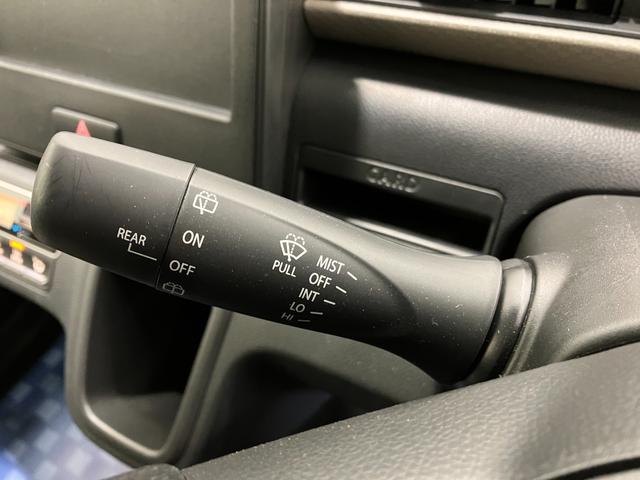 CARD
REAR
ON
OFF
PULL
MIST
OFF
INT
LO
HI